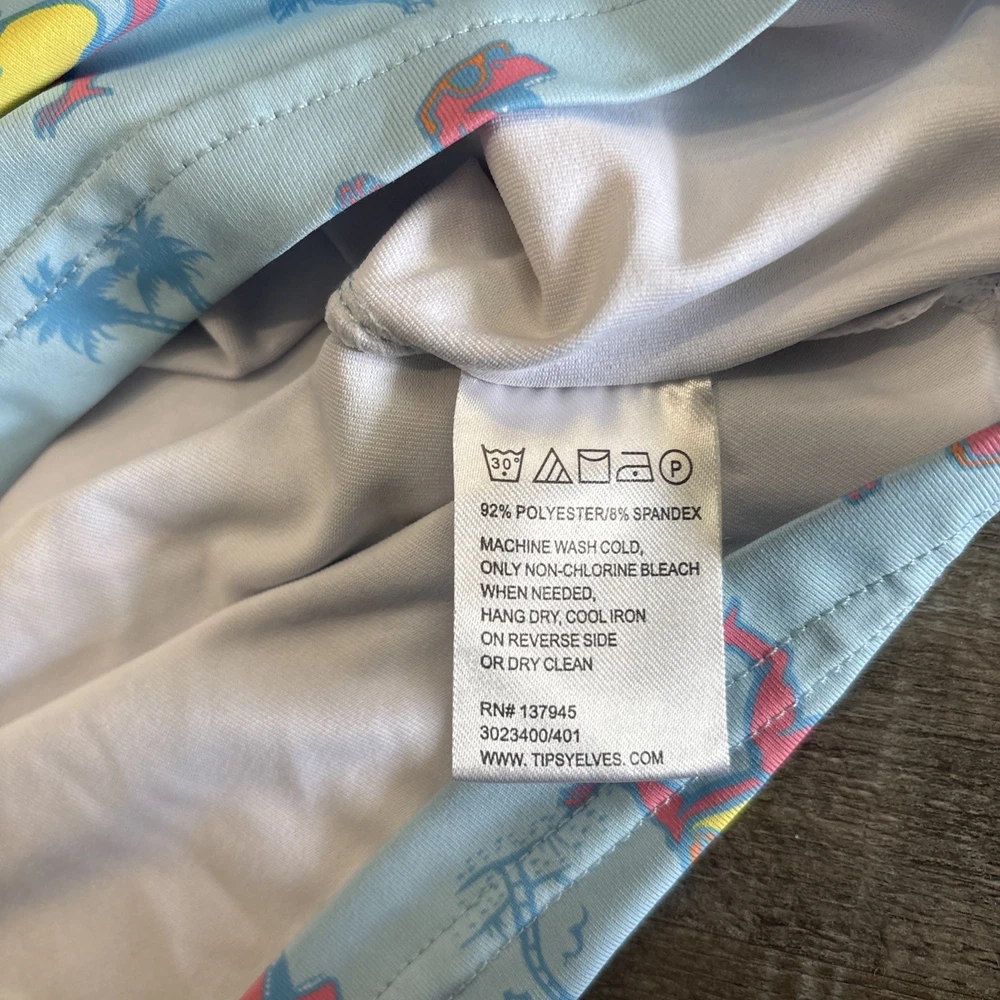 30°
P
92% POLYESTER/8% SPANDEX
MACHINE WASH COLD,
ONLY NON-CHLORINE BLEACH
WHEN NEEDED,
HANG DRY, COOL IRON
ON REVERSE SIDE
OR DRY CLEAN
RN# 137945
3023400/401
WWW. TIPSYELVES. COM